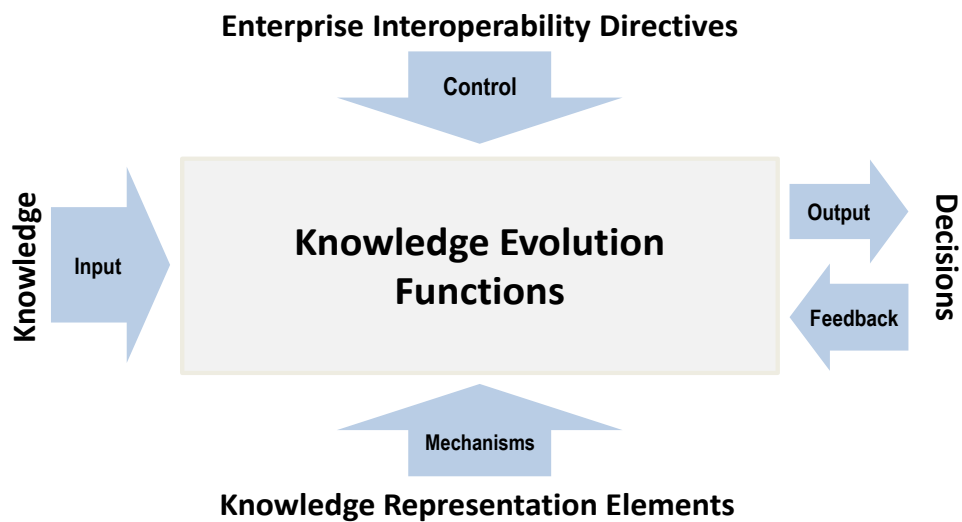 Enterprise Interoperability Directives
Control
Knowledge
Input
Knowledge Evolution
Functions
Output
Feedback
Decisions
Mechanisms
Knowledge Representation Elements